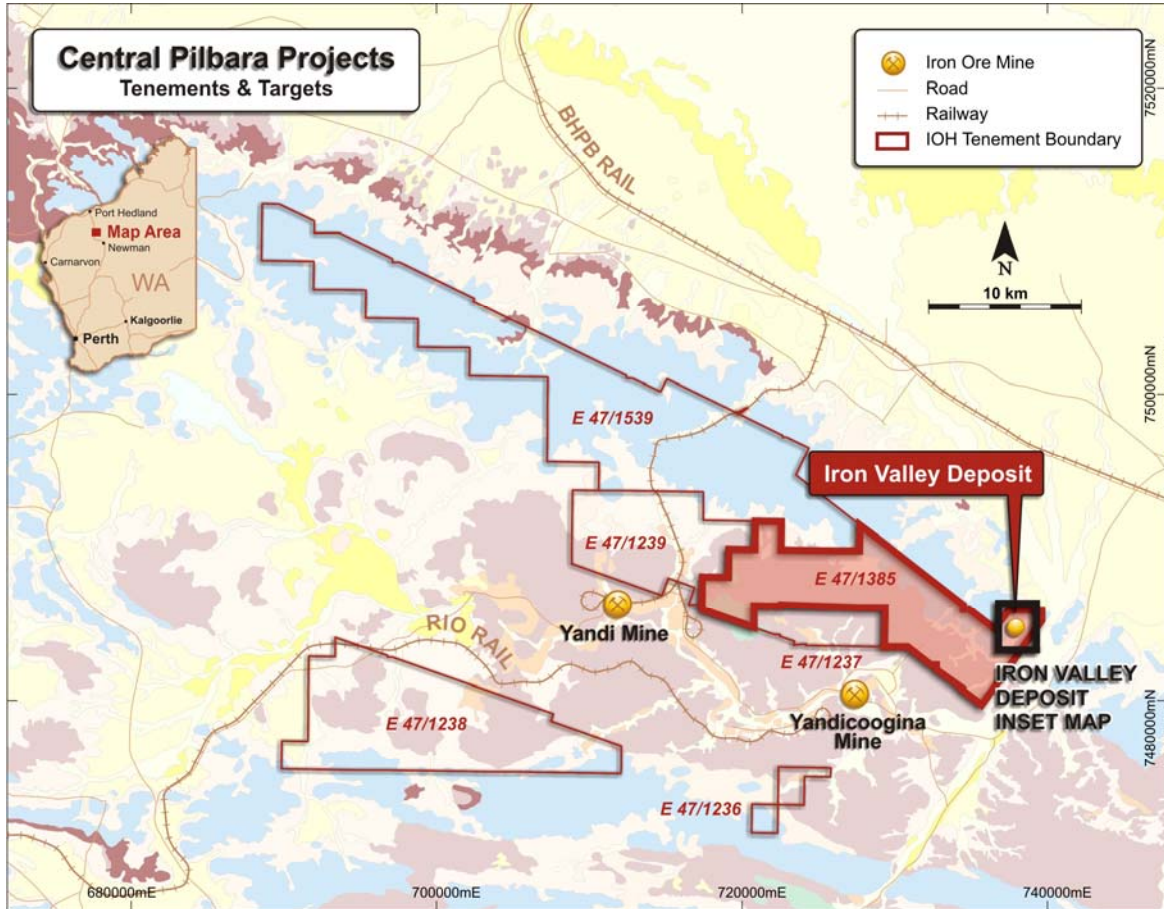 Central Pilbara Projects
Tenements & Targets
Iron Ore Mine
Road
Railway
IOH Tenement Boundary
7520000mN
BHPB RAIL
Port Hedland
Map Area
Newman
Carnarvon
WA
Kalgoorlie
Perth
N
10 km
7500000mN
E 47/1539
Iron Valley Deposit
E 47/1239
E 47/1385
Yandi Mine
RIO RAIL
E 47/1237
IRON VALLEY
DEPOSIT
INSET MAP
E 47/1238
Yandicoogina
Mine
7480000mN
E 47/1236
680000mE
700000mE
720000mE
740000mE